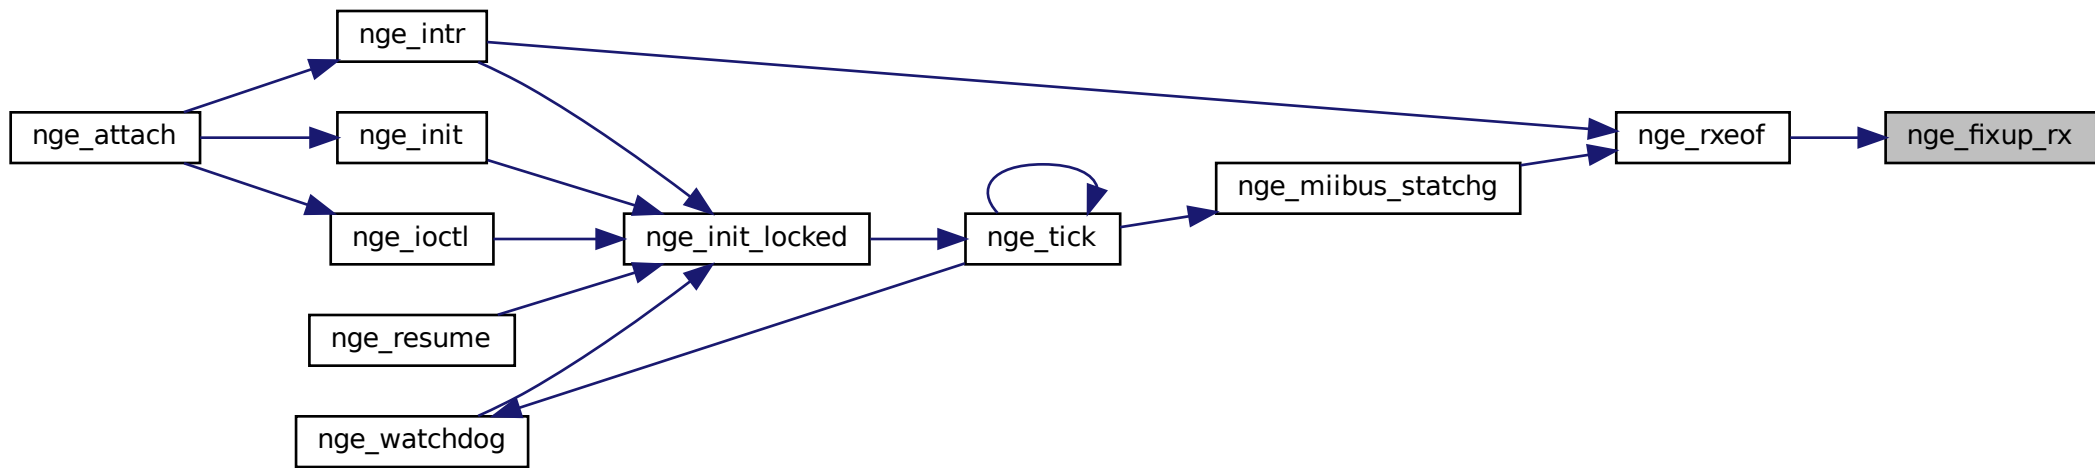 nge_intr
nge_attach
nge_init
nge_rxeof
nge_fixup_rx
nge_miibus_statchg
nge_ioctl
nge_init_locked
nge_tick
nge_resume
nge_watchdog